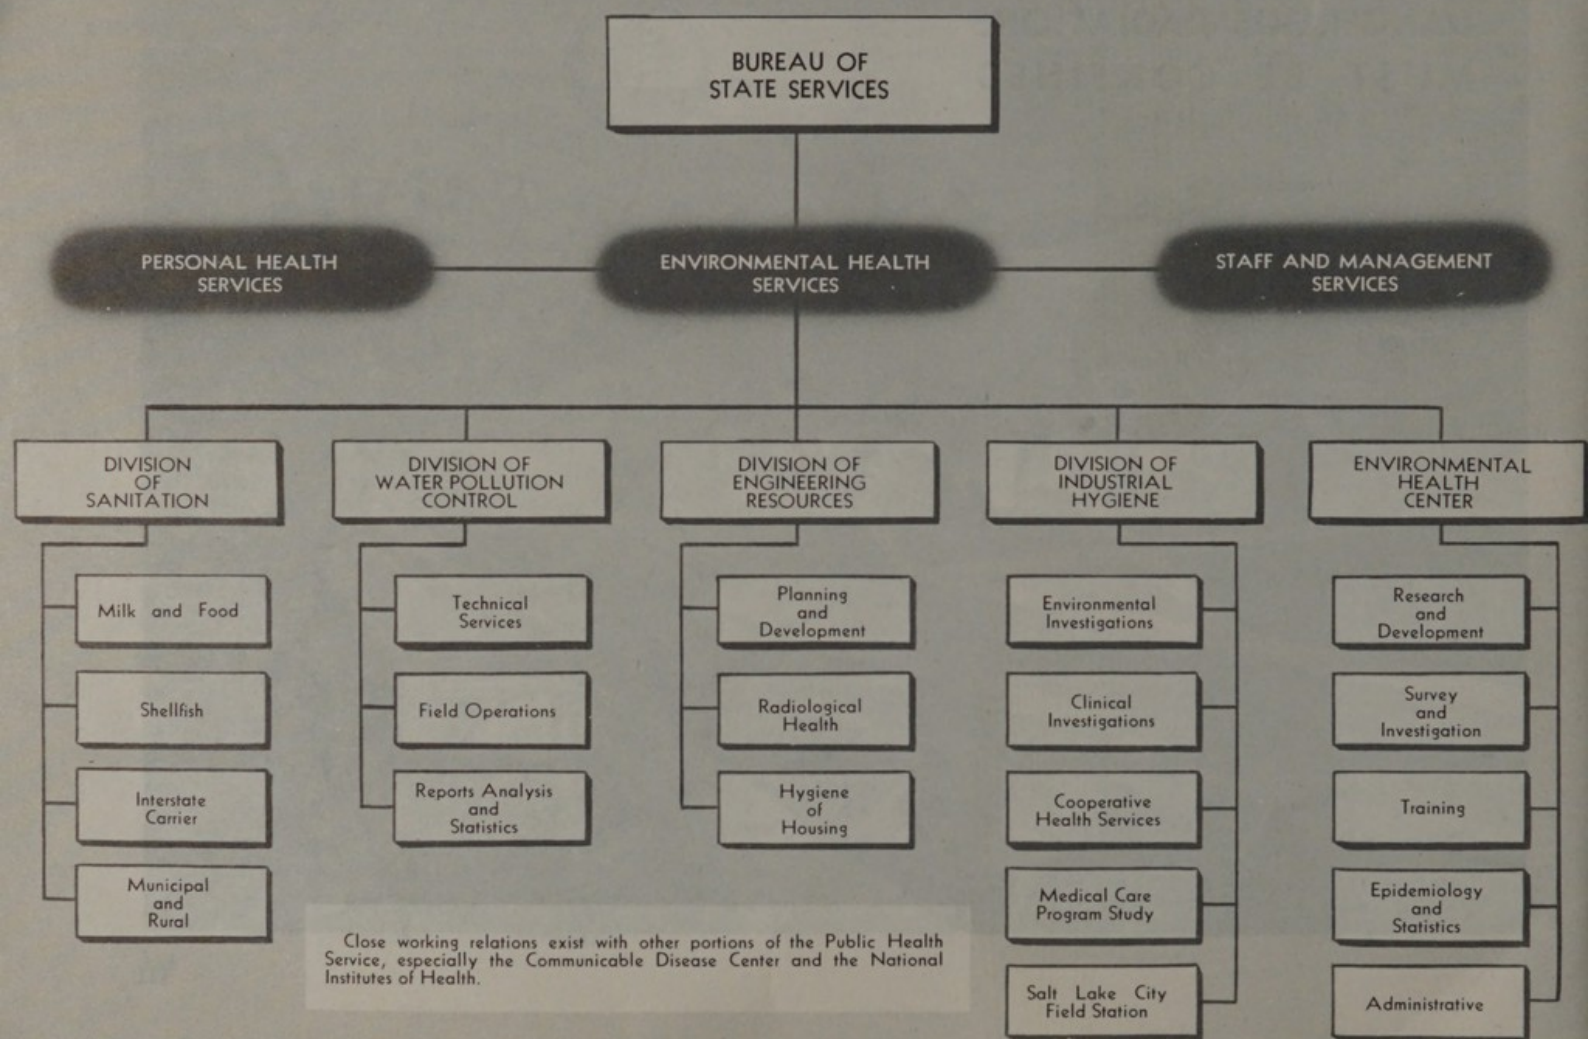 BUREAU OF
STATE SERVICES
PERSONAL HEALTH
SERVICES
ENVIRONMENTAL HEALTH
SERVICES
STAFF AND MANAGEMENT
SERVICES
DIVISION
OF
SANITATION
Milk and Food
Shellfish
Interstate
Carrier
Municipal
and
Rural
DIVISION OF
WATER POLLUTION
CONTROL
Technical
Services
Field Operations
Reports Analysis
and
Statistics
DIVISION OF
ENGINEERING
RESOURCES
Planning
and
Development
Radiological
Health
Hygiene
of
Housing
DIVISION OF
INDUSTRIAL
HYGIENE
Environmental
Investigations
Clinical
Investigations
Cooperative
Health Services
Medical Care
Program Study
Salt Lake City
Field Station
ENVIRONMENTAL
HEALTH
CENTER
Research
and
Development
Survey
and
Investigation
Training
Epidemiology
and
Statistics
Administrative
Close working relations exist with other portions of the Public Health
Service, especially the Communicable Disease Center and the National
Institutes of Health.